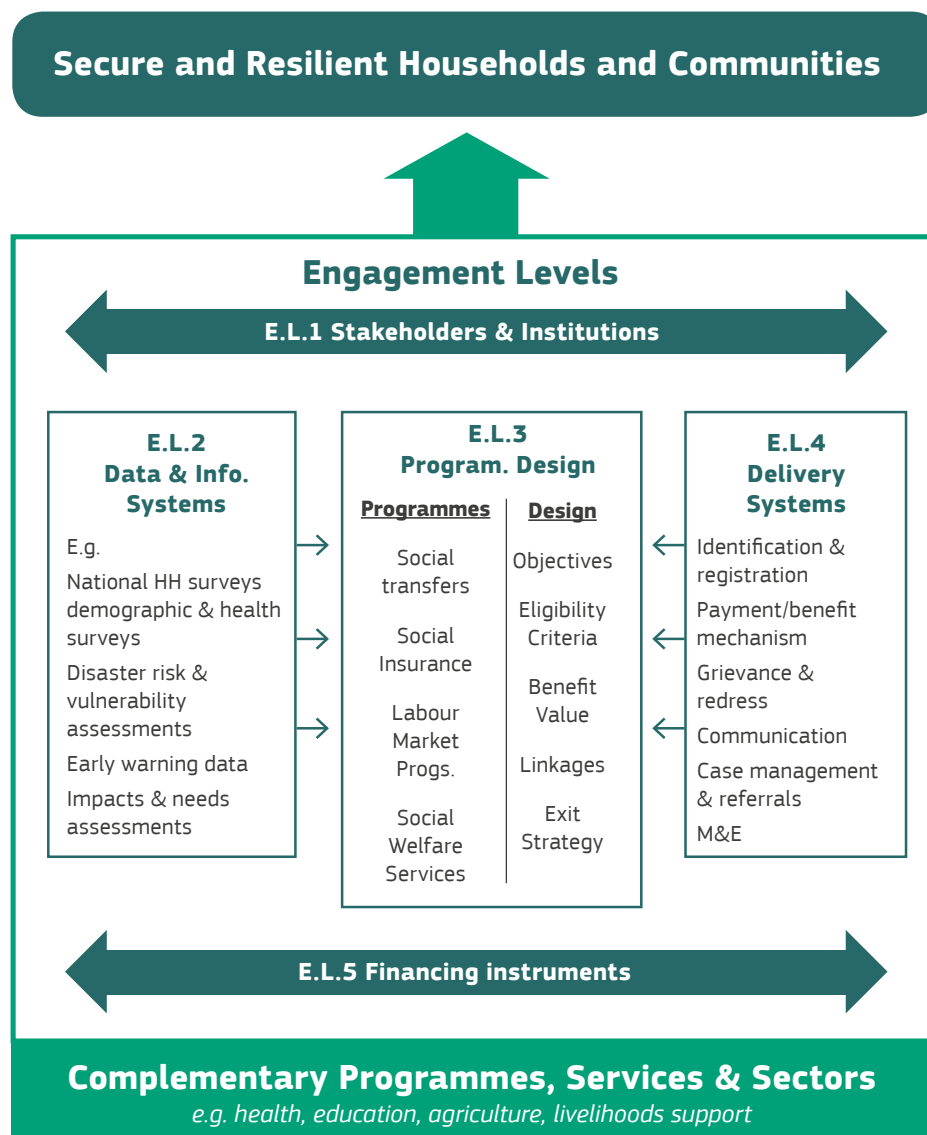 Secure and Resilient Households and Communities
Engagement Levels
E.L.1 Stakeholders & Institutions
E.L.2
Data & Info.
Systems
E.g.
National HH surveys
demographic & health
surveys
Disaster risk &
vulnerability
assessments
Early warning data
Impacts & needs
assessments
E.L.3
Program. Design
Programmes
Social
transfers
Social
Insurance
Labour
Market
Progs.
Social
Welfare
Services
Design
Objectives
Eligibility
Criteria
Benefit
Value
Linkages
Exit
Strategy
E.L.4
Delivery
Systems
Identification &
registration
Payment/benefit
mechanism
Grievance &
redress
Communication
Case management
& referrals
M&E
E.L.5 Financing instruments
Complementary Programmes, Services & Sectors
e.g. health, education, agriculture, livelihoods support